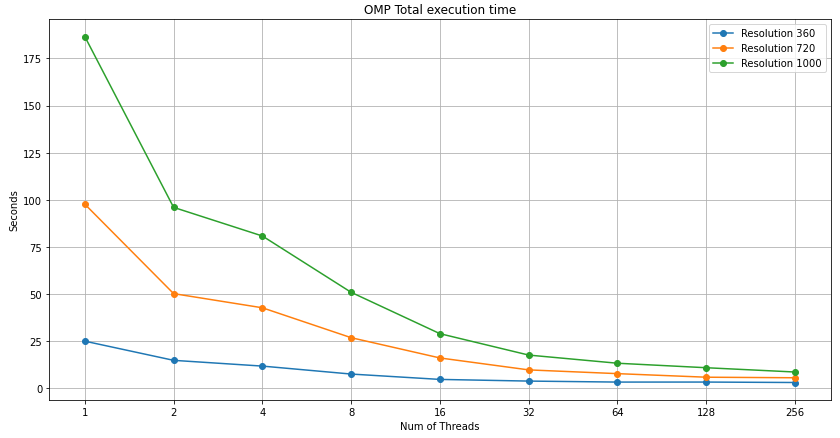 OMP Total execution time
Resolution 360
Resolution 720
Resolution 1000
Seconds
175
150
125
100
75
50
25
0
1 2 4 8 16 32 64 128 256
Num of Threads